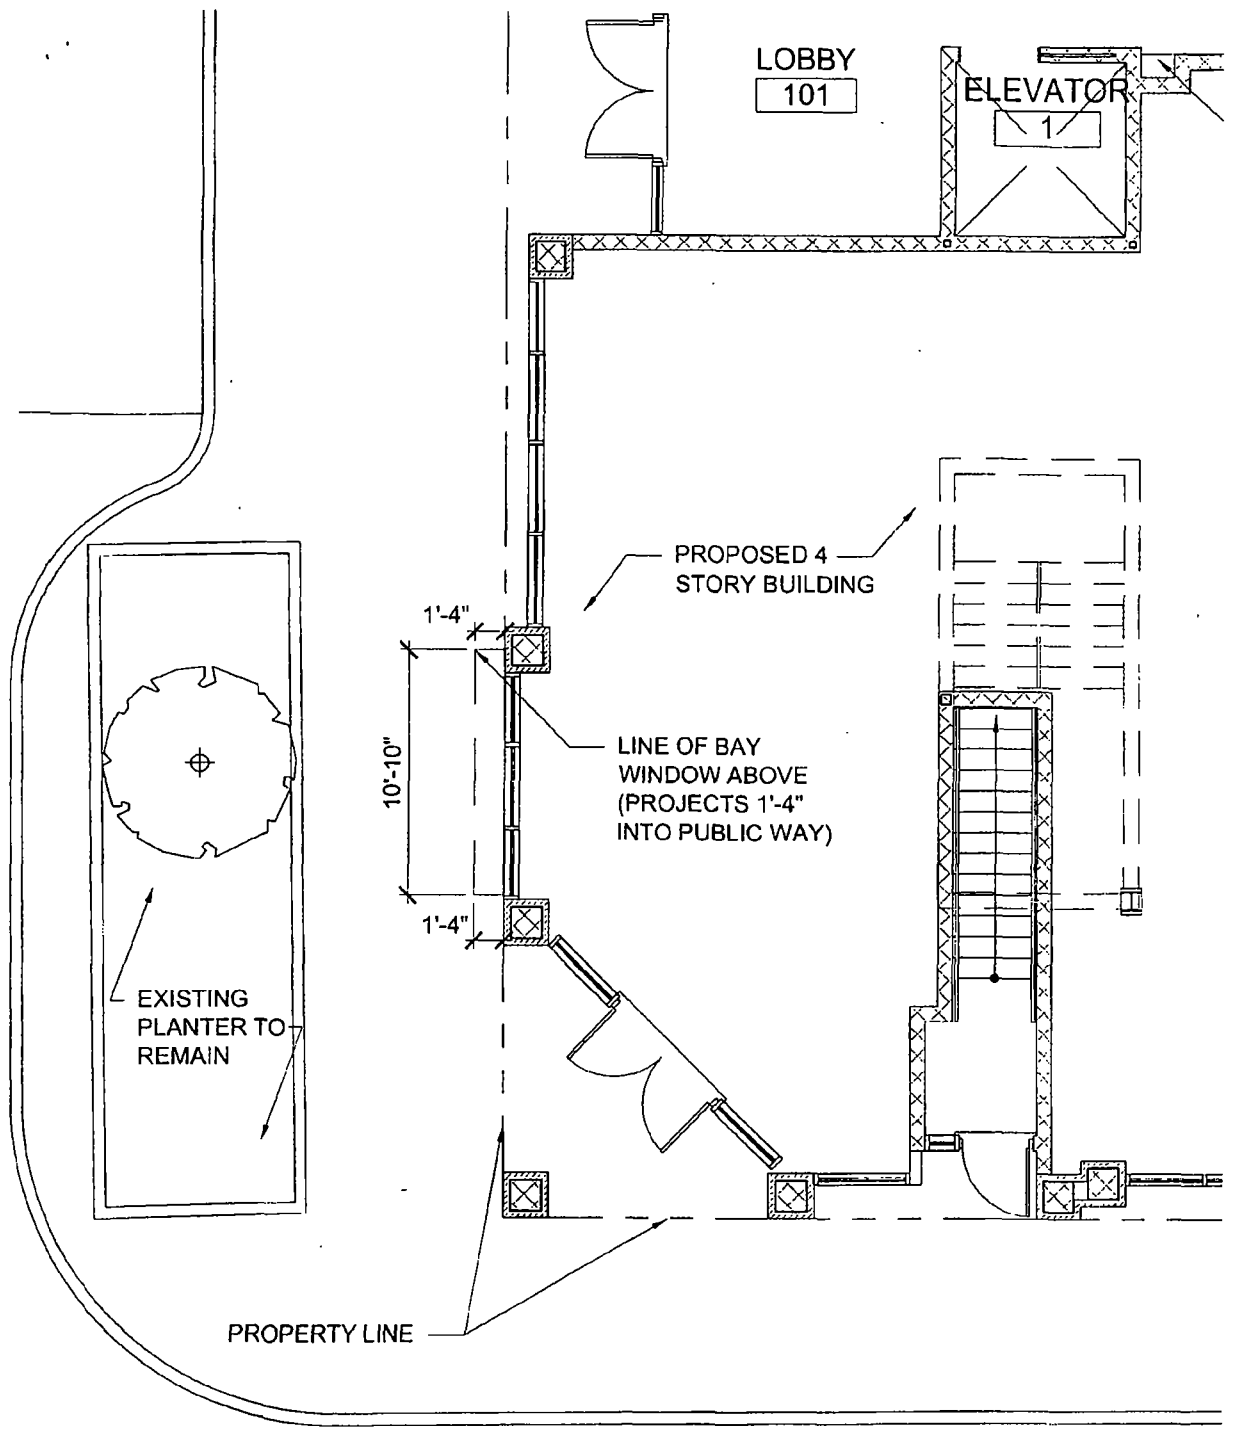 LOBBY
101
ELEVATOR
1
PROPOSED 4
STORY BUILDING
1'-4"
10'-10"
LINE OF BAY
WINDOW ABOVE
(PROJECTS 1'-4"
INTO PUBLIC WAY)
1'-4"
EXISTING
PLANTER TO
REMAIN
PROPERTY LINE